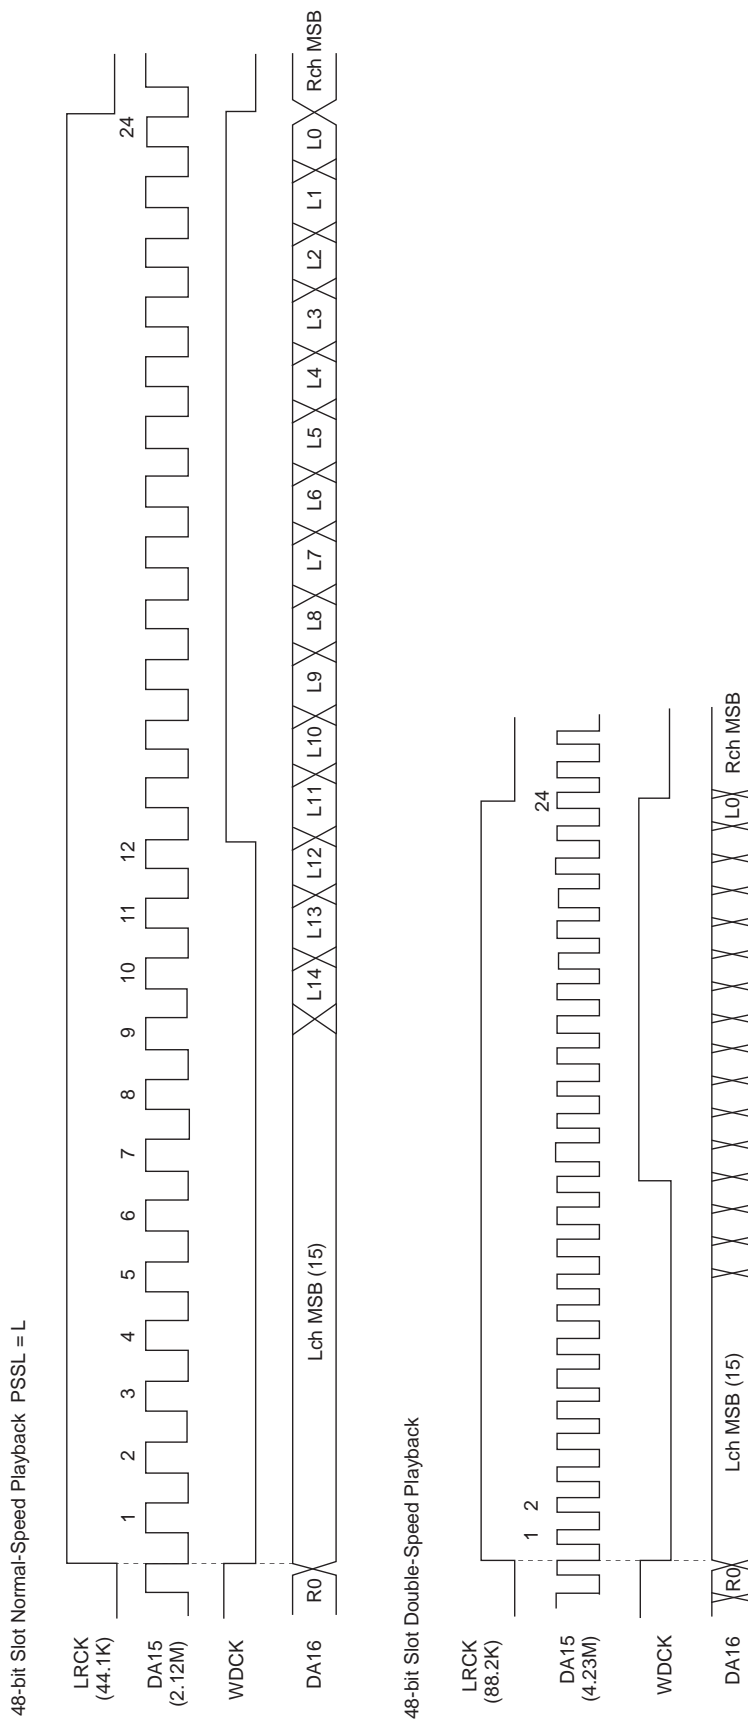 48-bit Slot Normal-Speed Playback PSSL = L
LRCK
(44.1K)
1 2 3 4 5 6 7 8 9 10 11 12 24
DA15
(2.12M)
WDCK
DA16
R0 Lch MSB (15) L14 L13 L12 L11 L10 L9 L8 L7 L6 L5 L4 L3 L2 L1 L0 Rch MSB
48-bit Slot Double-Speed Playback
LRCK
(88.2K)
1 2 24
DA15
(4.23M)
WDCK
DA16
R0 Lch MSB (15) L0 Rch MSB